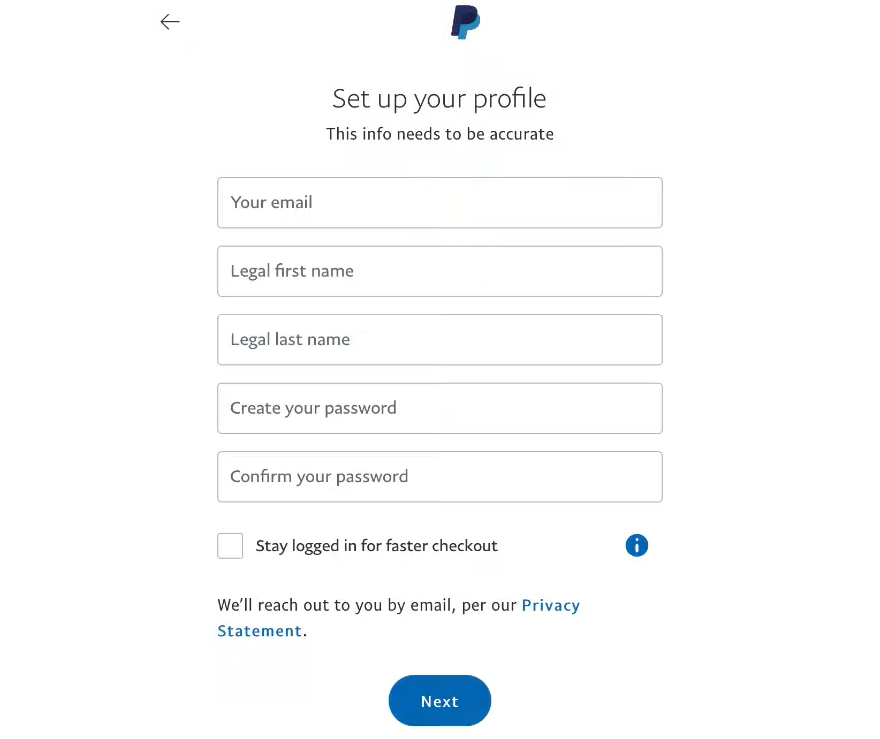 Set up your profile
This info needs to be accurate
Your email
Legal first name
Legal last name
Create your password
Confirm your password
Stay logged in for faster checkout
We’ll reach out to you by email, per our Privacy
Statement.
Next